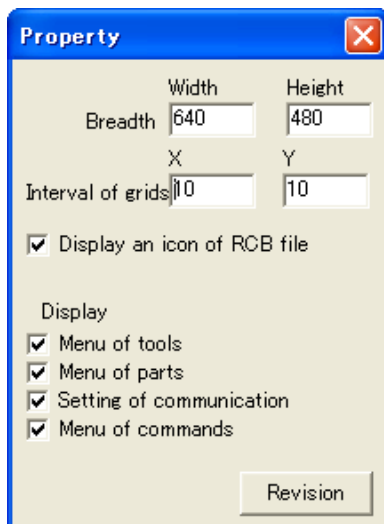 Property
Width Height
Breadth 640 480
X Y
Interval of grids 10 10
Display an icon of RCB file
Display
Menu of tools
Menu of parts
Setting of communication
Menu of commands
Revision